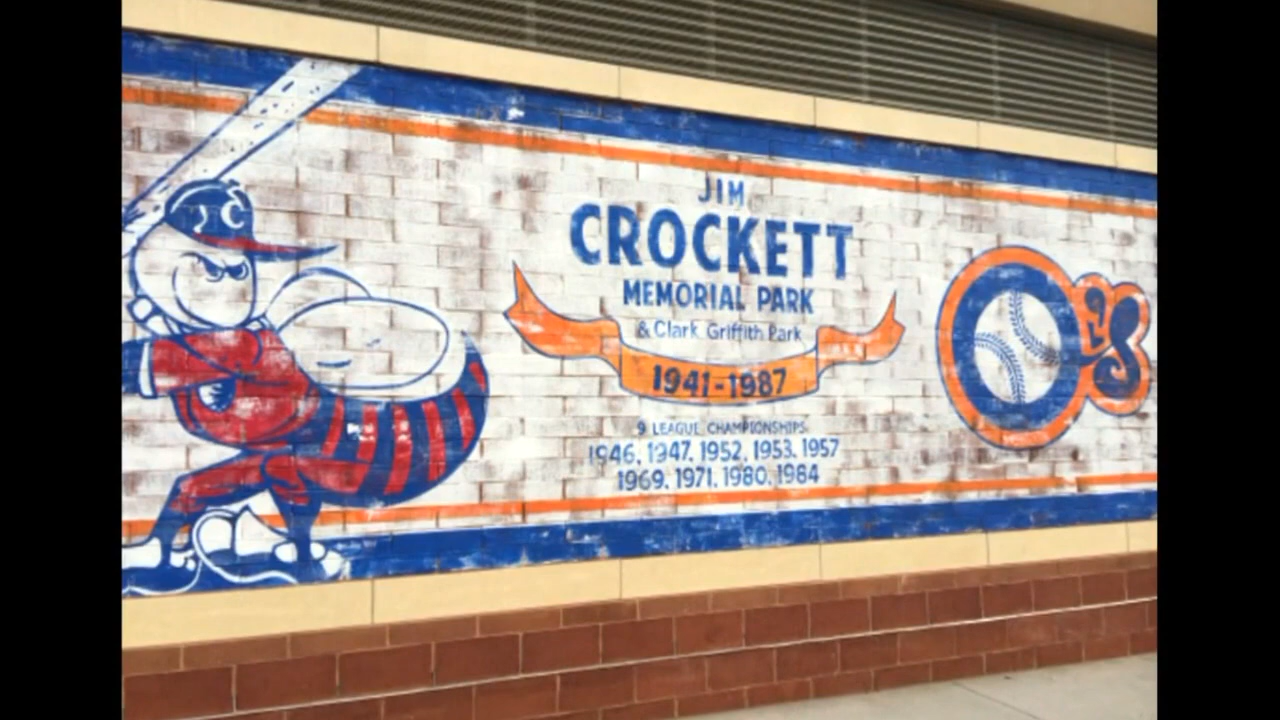 JC
JIM
CROCKETT
MEMORIAL PARK
& Clark Griffith Park
1941-1987
9 LEAGUE CHAMPIONSHIPS
1946, 1947, 1952, 1953, 1957
1969, 1971, 1980, 1984
O's